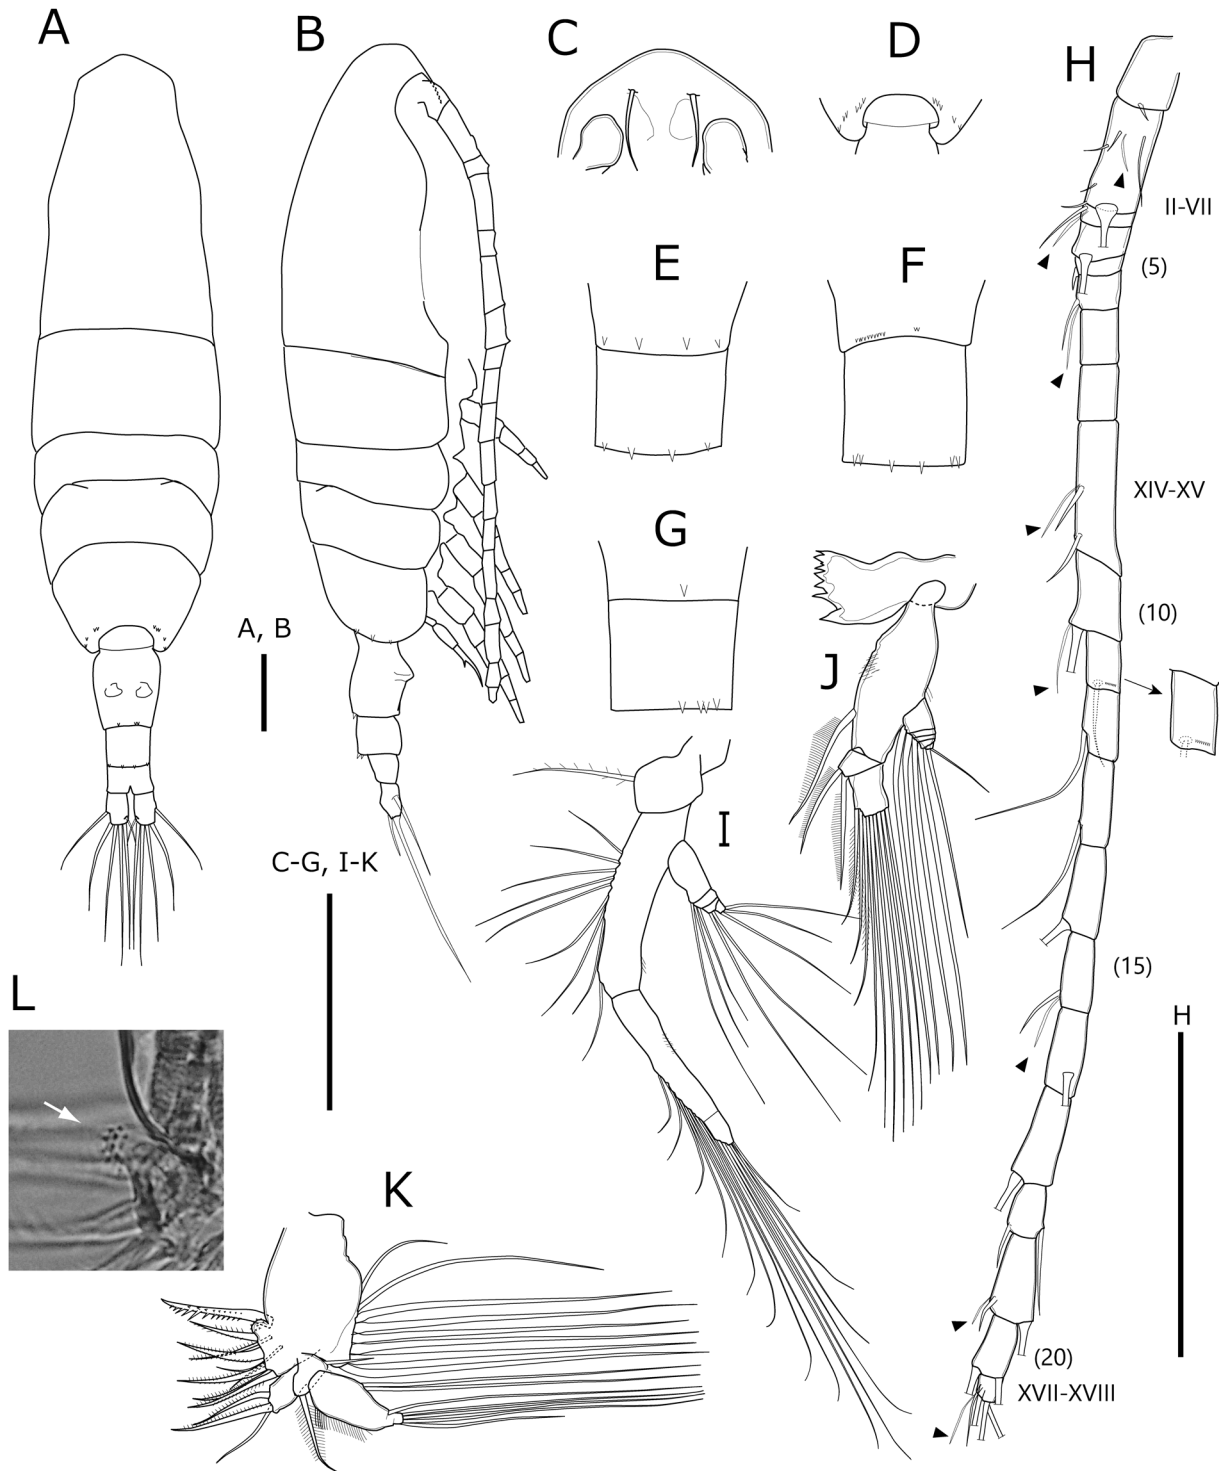 A
B
C
D
H
II-VII
E
F
(5)
XIV-XV
G
A, B
J
(10)
I
C-G, I-K
L
(15)
H
K
(20)
XVII-XVIII